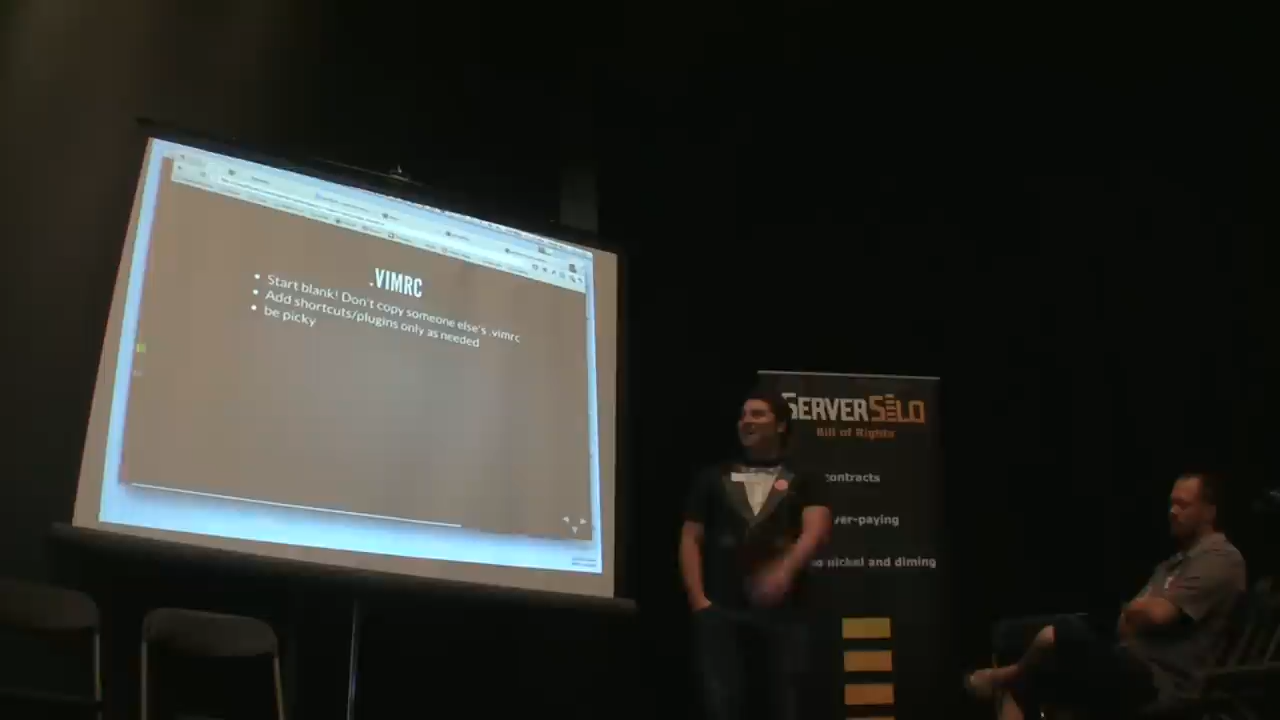 .VIMRC
Start blank! Don't copy someone else's .vimrc
Add shortcuts/plugins only as needed
be picky
SERVERSILO
Bill of Rights
contracts
ver-paying
nickel and diming